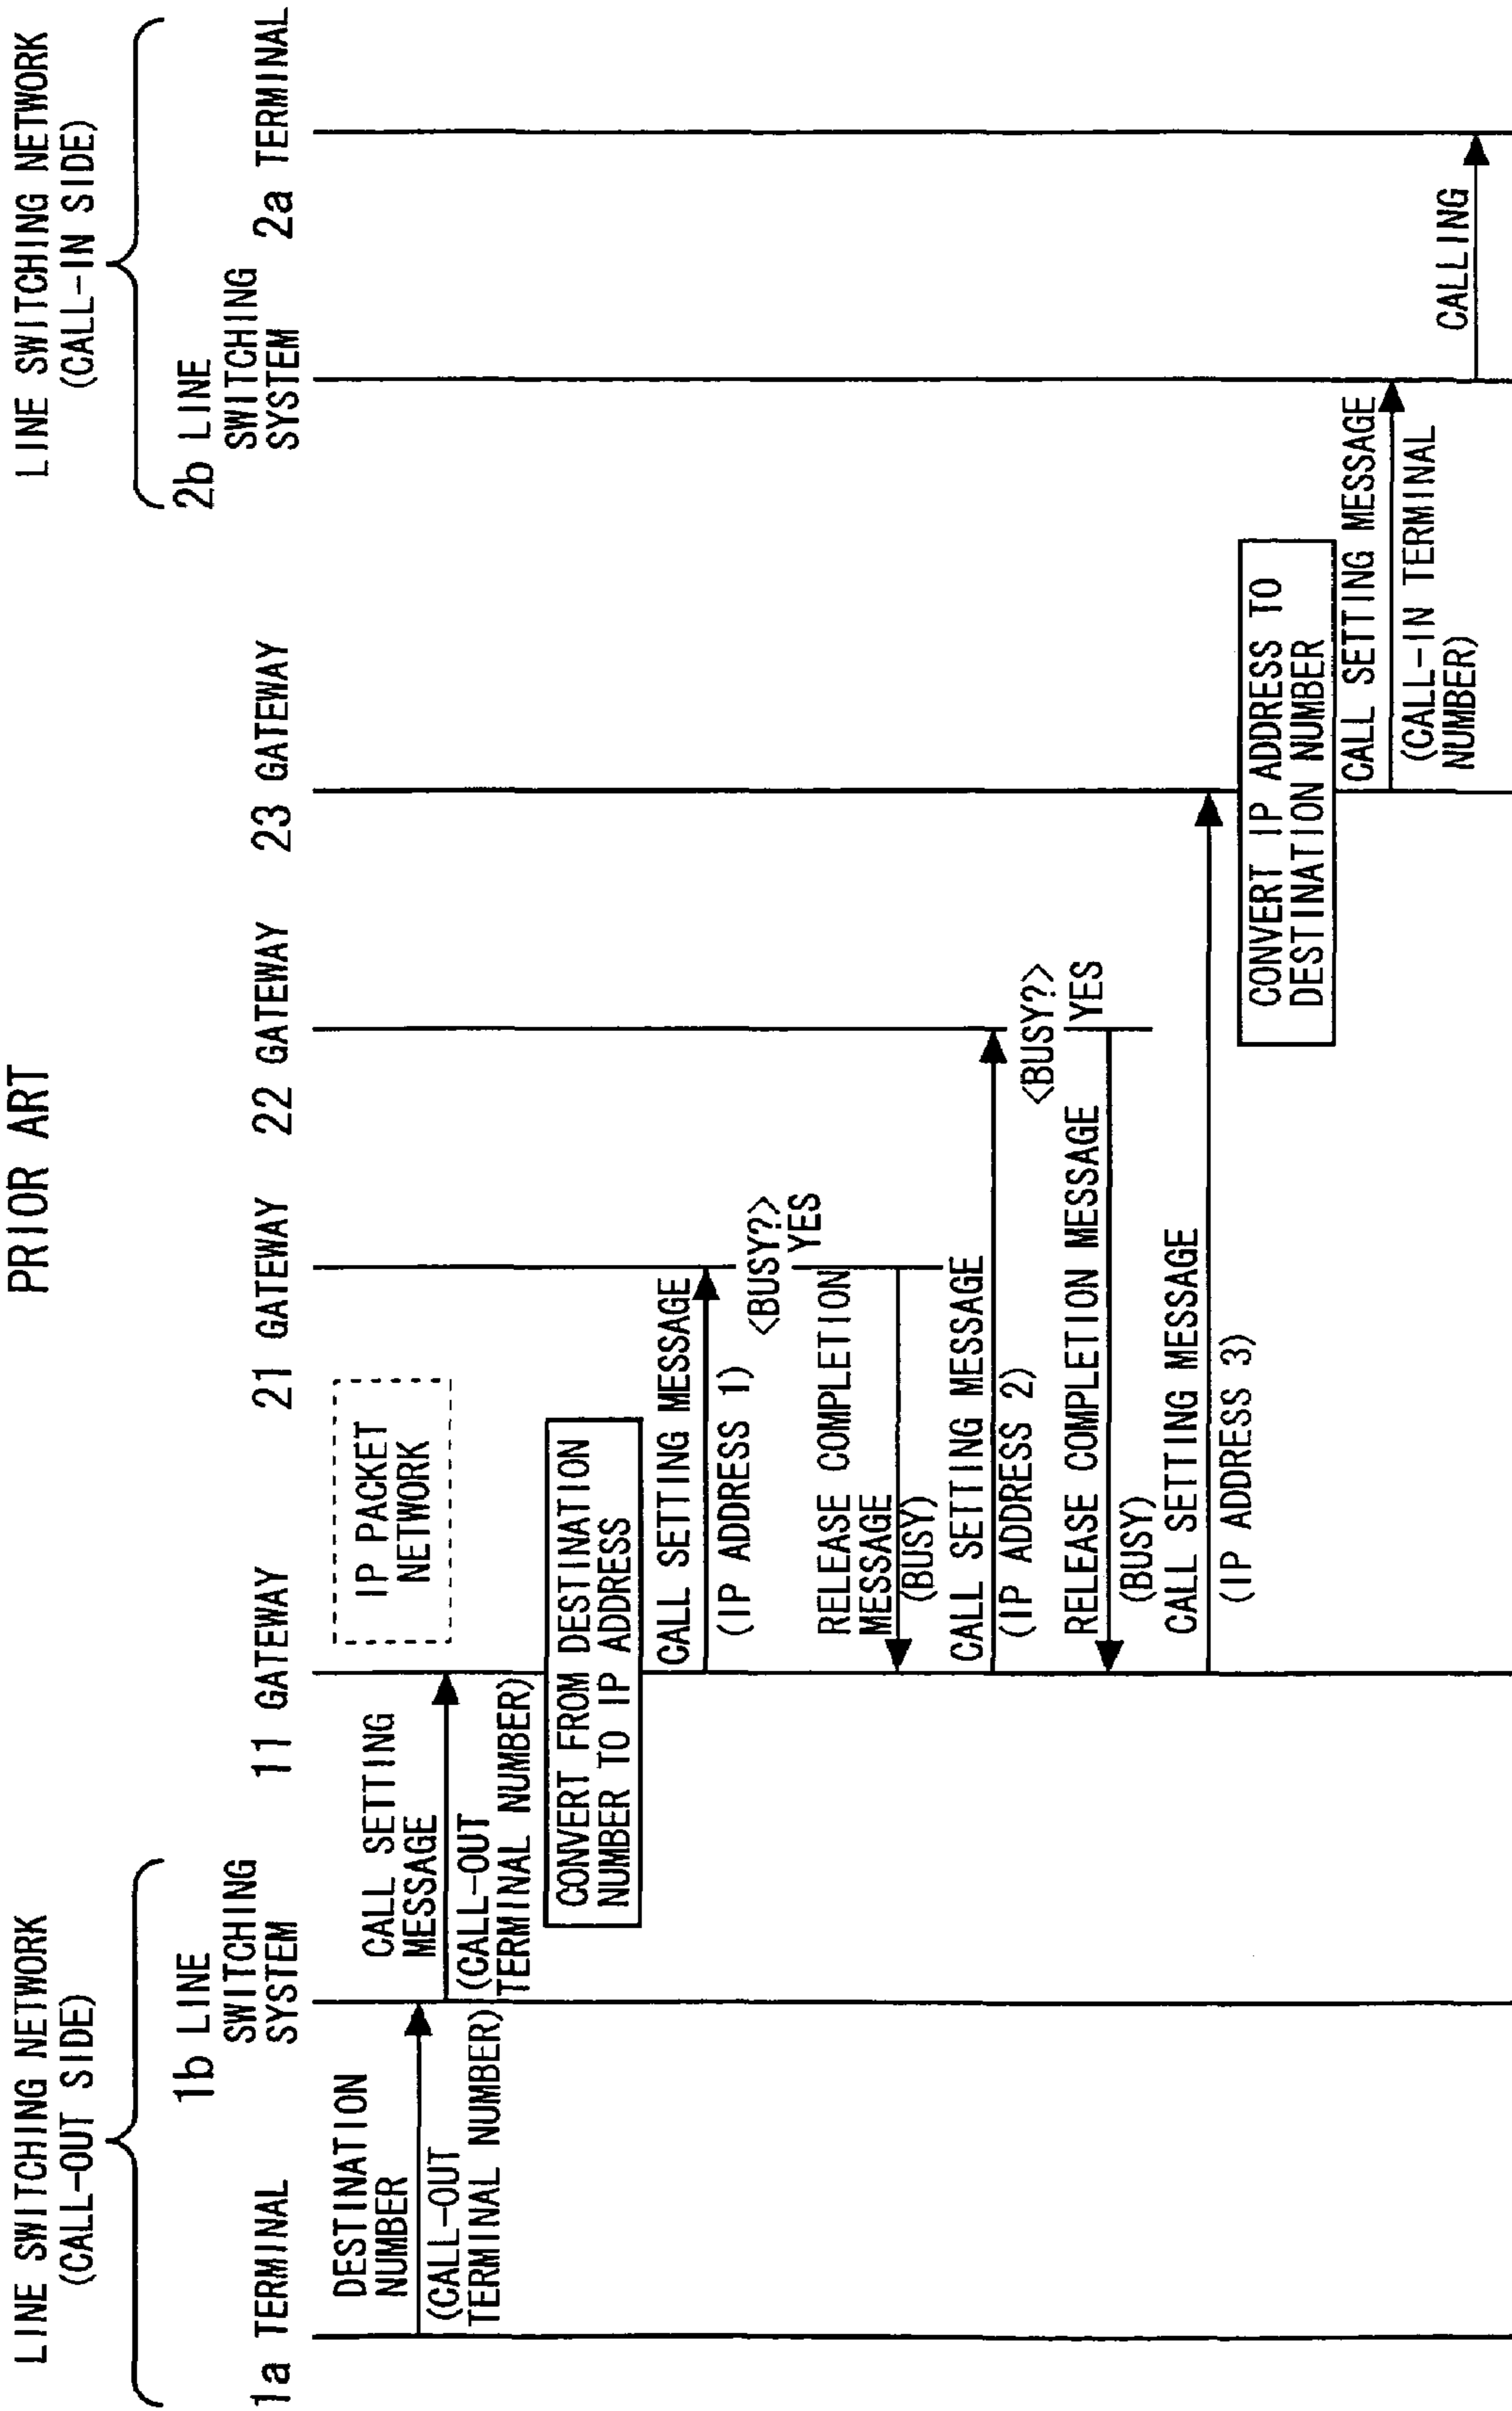 PRIOR ART
LINE SWITCHING NETWORK
(CALL-OUT SIDE)
LINE SWITCHING NETWORK
(CALL-IN SIDE)
1a TERMINAL
1b LINE
SWITCHING
SYSTEM
11 GATEWAY
21 GATEWAY
22 GATEWAY
23 GATEWAY
2b LINE
SWITCHING
SYSTEM
2a TERMINAL
IP PACKET
NETWORK
DESTINATION
NUMBER
(CALL-OUT
TERMINAL NUMBER)
CALL SETTING
MESSAGE
(CALL-OUT
TERMINAL NUMBER)
CONVERT FROM DESTINATION
NUMBER TO IP ADDRESS
CALL SETTING MESSAGE
(IP ADDRESS 1)
<BUSY?>
YES
RELEASE COMPLETION
MESSAGE
(BUSY)
CALL SETTING MESSAGE
(IP ADDRESS 2)
<BUSY?>
YES
RELEASE COMPLETION MESSAGE
(BUSY)
CALL SETTING MESSAGE
(IP ADDRESS 3)
CONVERT IP ADDRESS TO
DESTINATION NUMBER
CALL SETTING MESSAGE
(CALL-IN TERMINAL
NUMBER)
CALLING